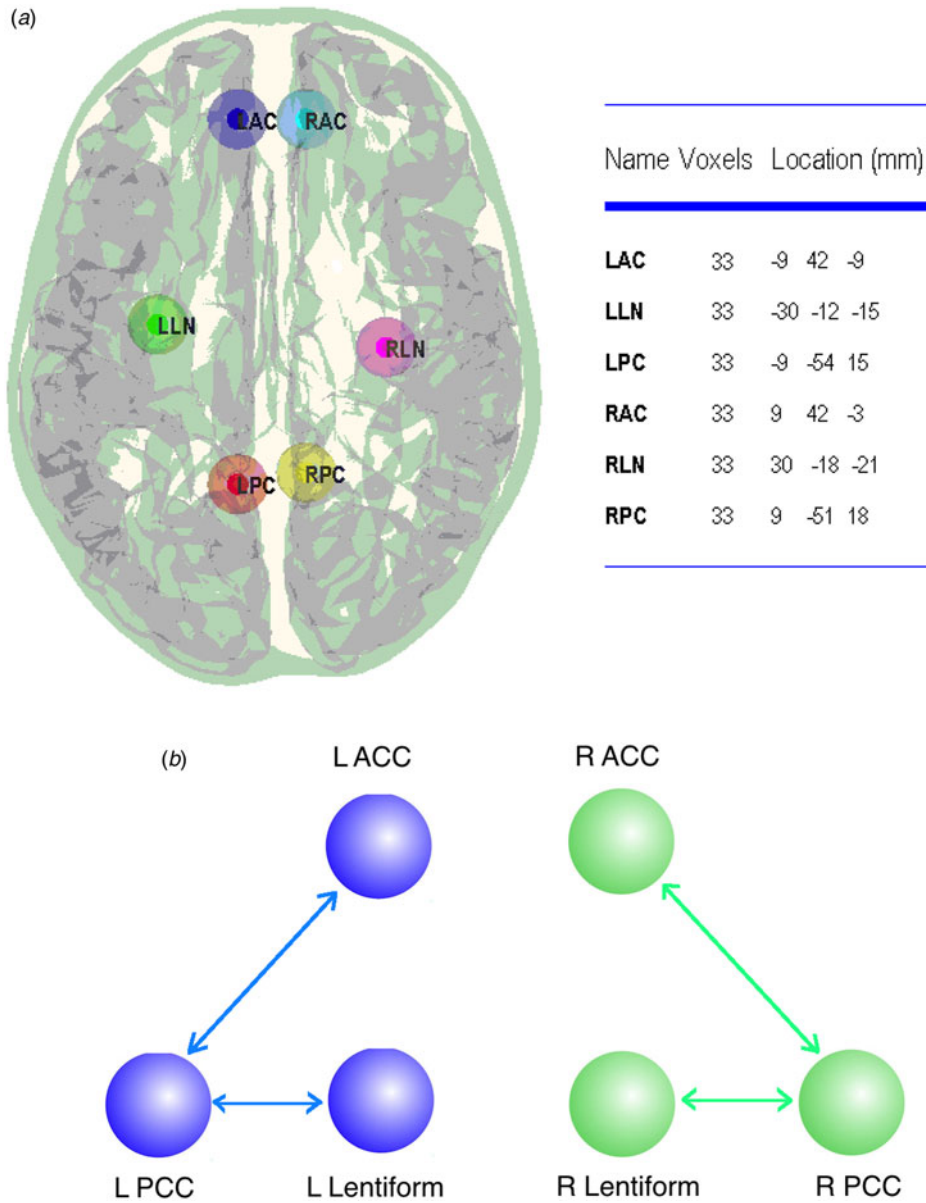 (a)
LAC RAC
LLN
RLN
LPC RPC
Name Voxels Location (mm)
LAC 33 -9 42 -9
LLN 33 -30 -12 -15
LPC 33 -9 -54 15
RAC 33 9 42 -3
RLN 33 30 -18 -21
RPC 33 9 -51 18
(b)
L ACC R ACC
L PCC L Lentiform R Lentiform R PCC